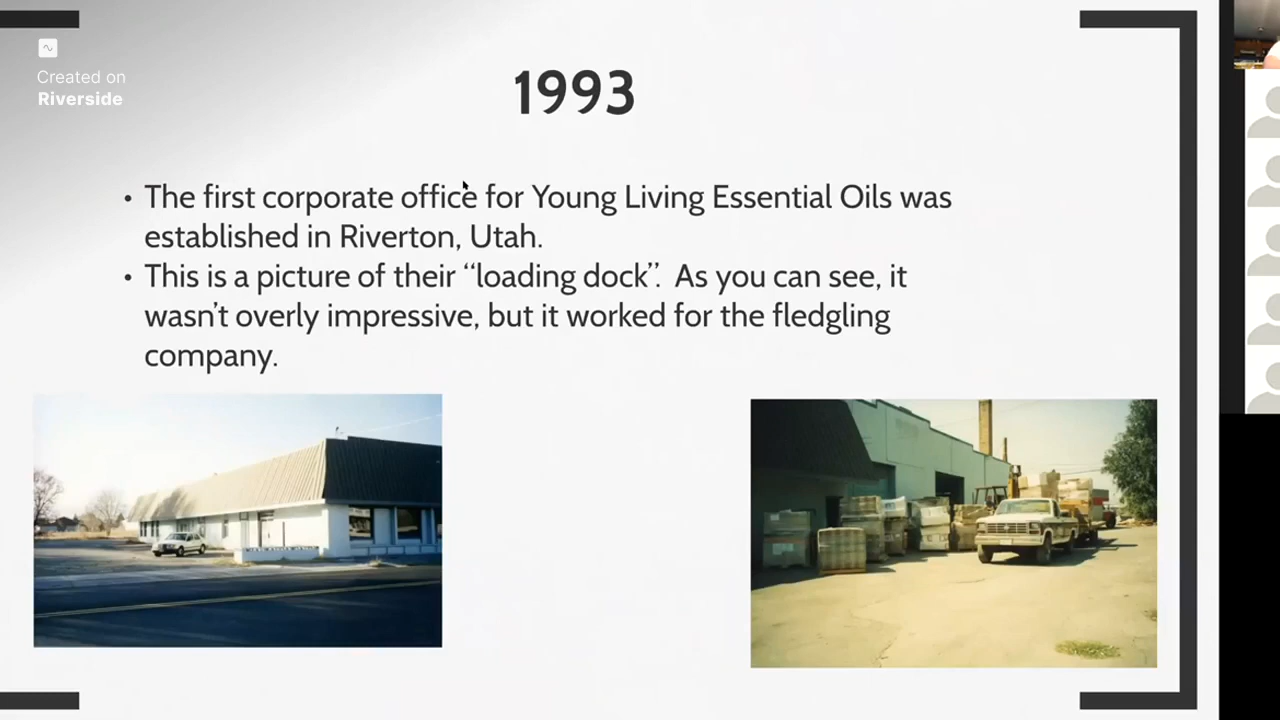 Created on
Riverside
1993
• The first corporate office for Young Living Essential Oils was
established in Riverton, Utah.
• This is a picture of their “loading dock”. As you can see, it
wasn’t overly impressive, but it worked for the fledgling
company.